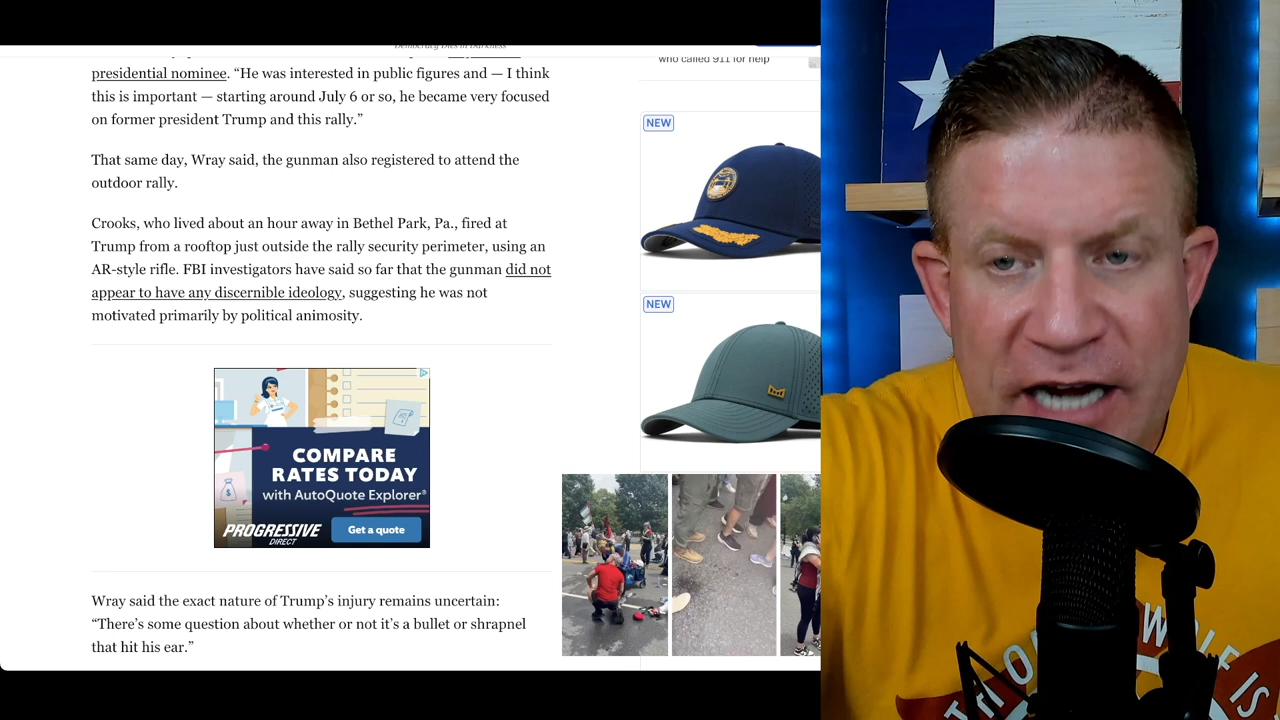 Democracy Dies in Darkness
presidential nominee. “He was interested in public figures and — I think
this is important — starting around July 6 or so, he became very focused
on former president Trump and this rally.”
That same day, Wray said, the gunman also registered to attend the
outdoor rally.
Crooks, who lived about an hour away in Bethel Park, Pa., fired at
Trump from a rooftop just outside the rally security perimeter, using an
AR-style rifle. FBI investigators have said so far that the gunman did not
appear to have any discernible ideology, suggesting he was not
motivated primarily by political animosity.
COMPARE
RATES TODAY
with AutoQuote Explorer®
PROGRESSIVE
DIRECT
Get a quote
Wray said the exact nature of Trump’s injury remains uncertain:
“There’s some question about whether or not it’s a bullet or shrapnel
that hit his ear.”
who called 911 for help
NEW
NEW